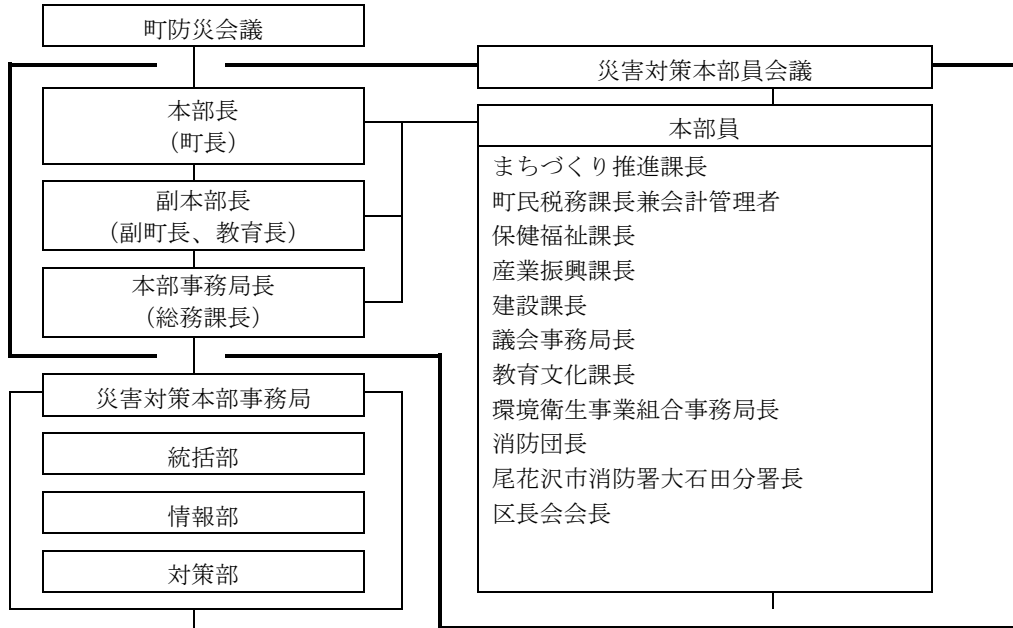 町防災会議
本部長
（町長）
副本部長
（副町長、教育長）
本部事務局長
（総務課長）
災害対策本部事務局
統括部
情報部
対策部
災害対策本部員会議
本部員
まちづくり推進課長
町民税務課長兼会計管理者
保健福祉課長
産業振興課長
建設課長
議会事務局長
教育文化課長
環境衛生事業組合事務局長
消防団長
尾花沢市消防署大石田分署長
区長会会長